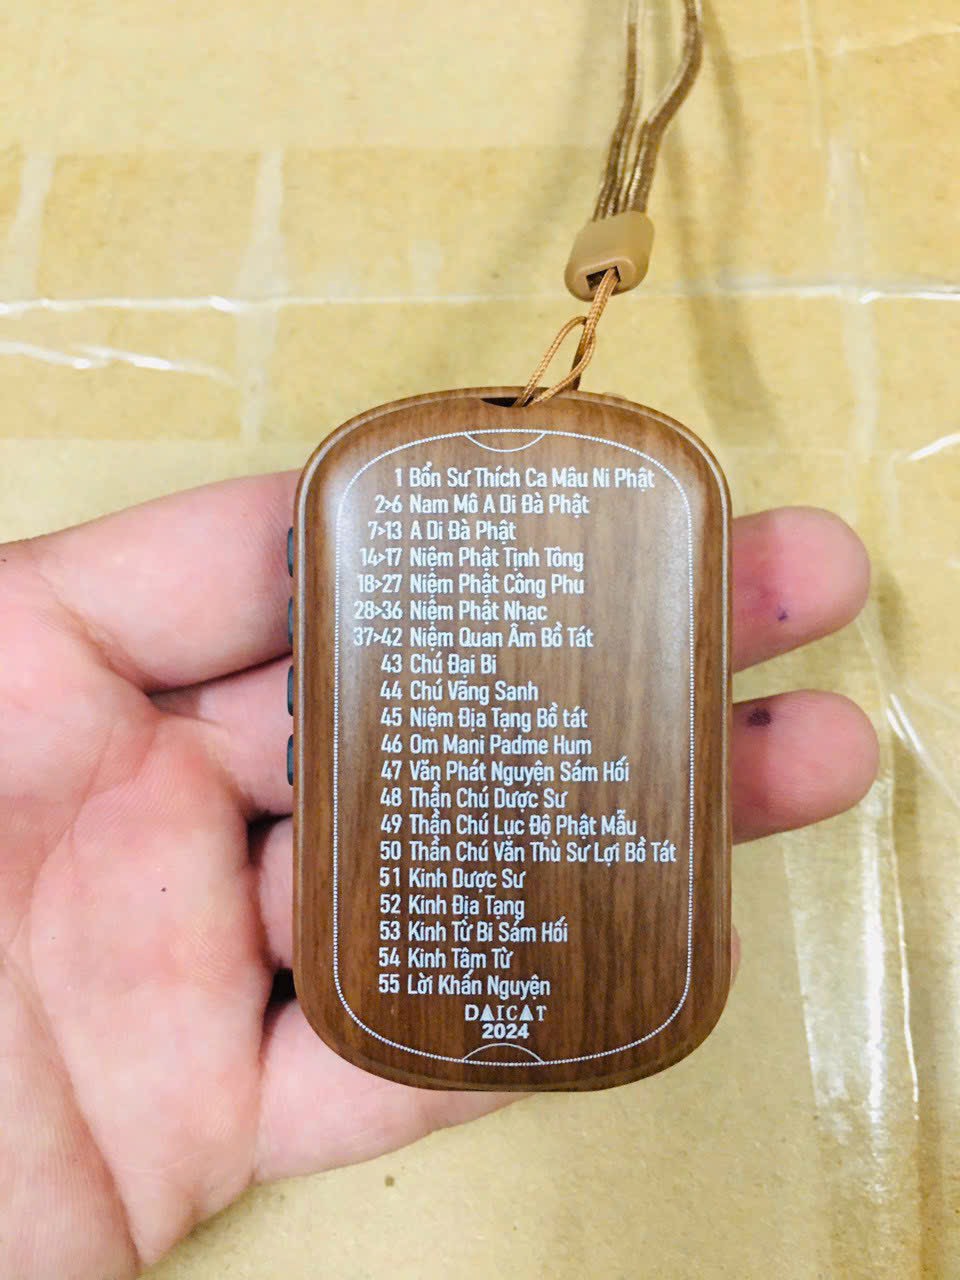 1 Bổn Sư Thích Ca Mâu Ni Phật
2>6 Nam Mô A Di Đà Phật
7>13 A Di Đà Phật
14>17 Niệm Phật Tịnh Tông
18>27 Niệm Phật Công Phu
28>36 Niệm Phật Nhạc
37>42 Niệm Quan Âm Bồ Tát
43 Chú Đại Bi
44 Chú Vãng Sanh
45 Niệm Địa Tạng Bồ tát
46 Om Mani Padme Hum
47 Văn Phát Nguyện Sám Hối
48 Thần Chú Dược Sư
49 Thần Chú Lục Độ Phật Mẫu
50 Thần Chú Văn Thù Sư Lợi Bồ Tát
51 Kinh Dược Sư
52 Kinh Địa Tạng
53 Kinh Từ Bi Sám Hối
54 Kinh Tâm Từ
55 Lời Khấn Nguyện
DAICAT
2024